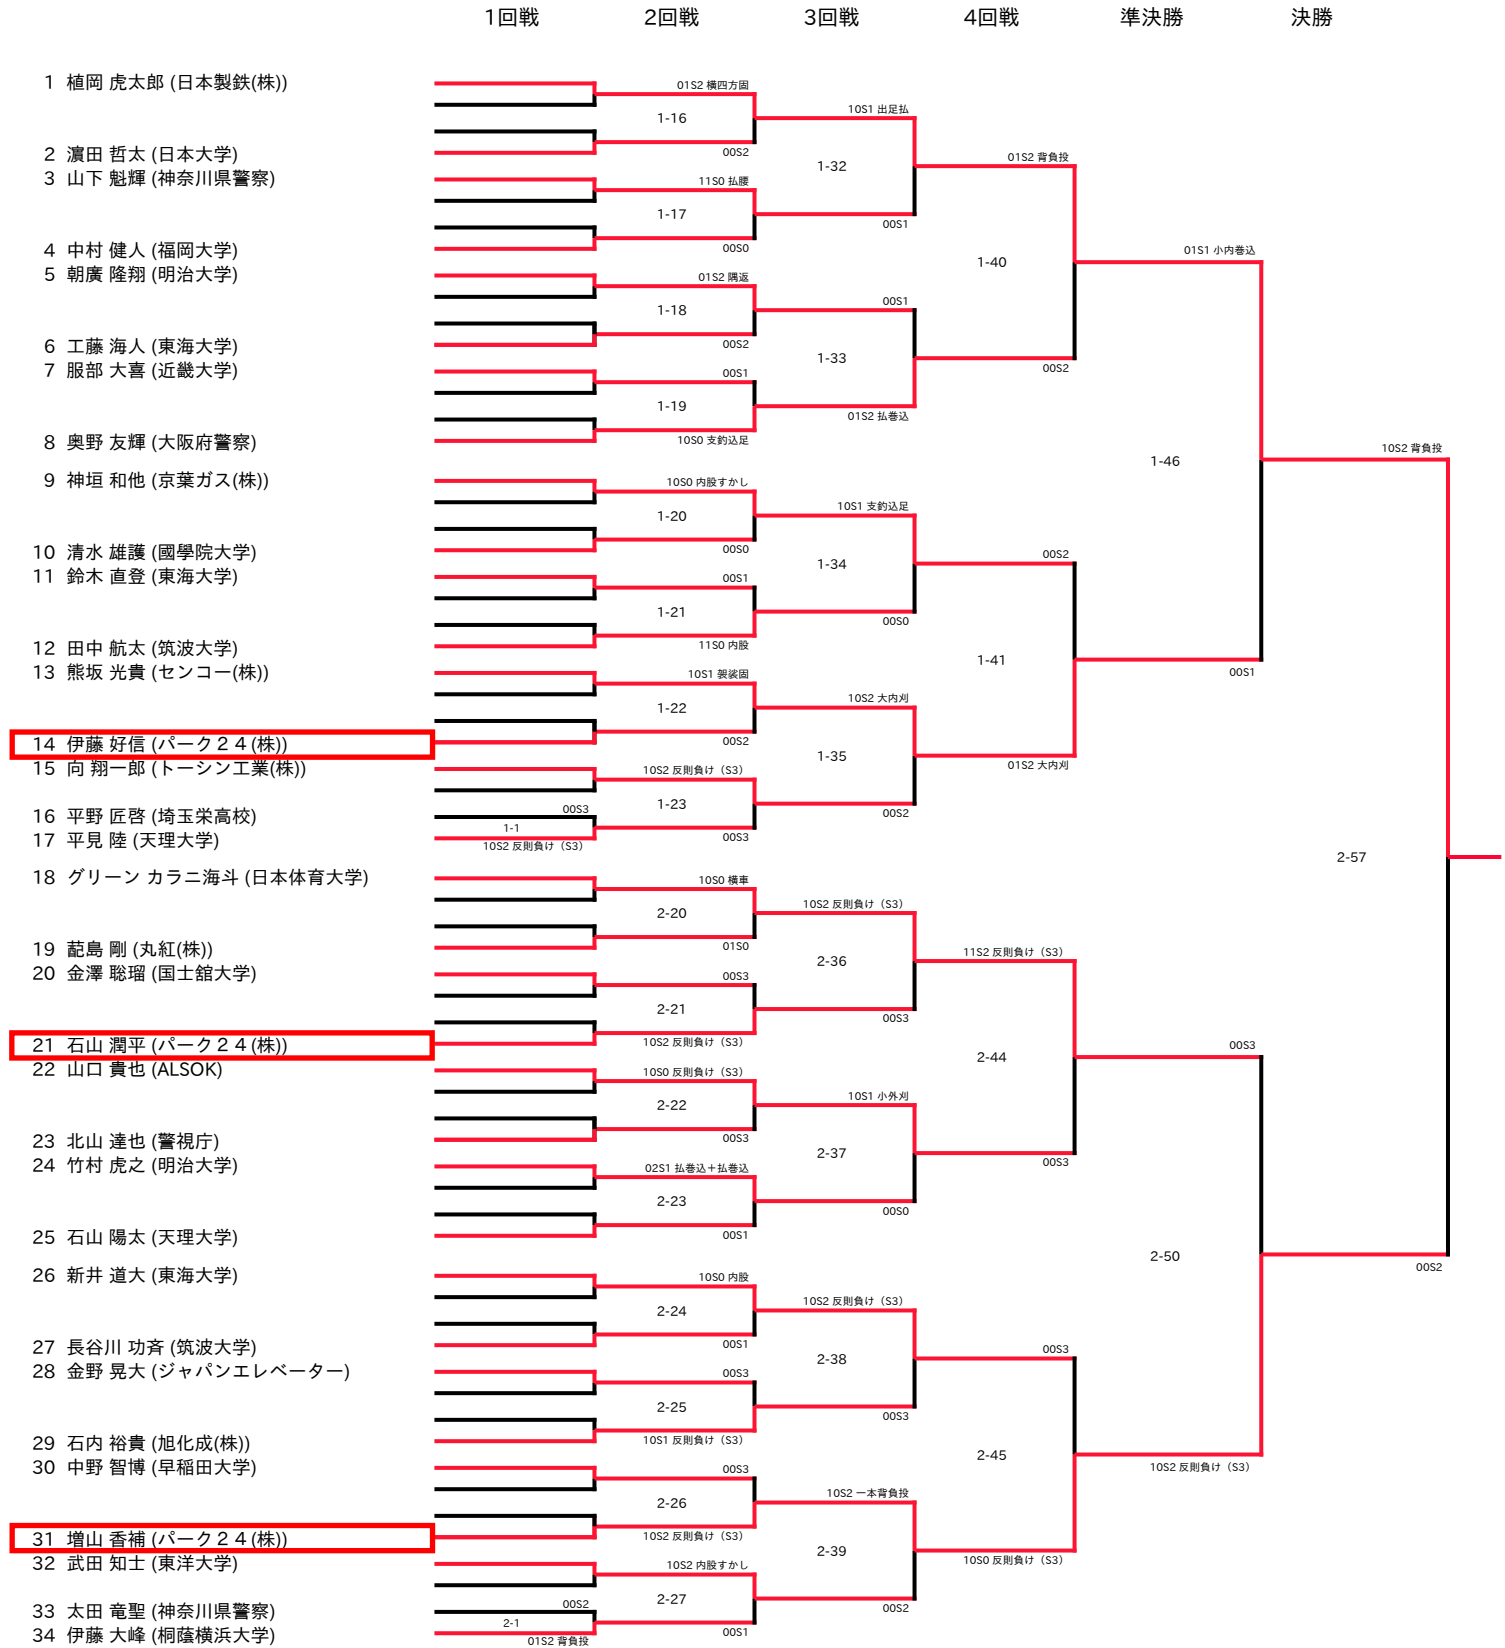 1回戦 2回戦 3回戦 4回戦 準決勝 決勝
1 植岡 虎太郎 (日本製鉄(株))
01S2 横四方固
10S1 出足払
1-16
2 濵田 哲太 (日本大学)
00S2
01S2 背負投
1-32
3 山下 魁輝 (神奈川県警察)
11S0 払腰
1-17
00S1
4 中村 健人 (福岡大学)
00S0
01S1 小内巻込
1-40
5 朝廣 隆翔 (明治大学)
01S2 隅返
00S1
1-18
6 工藤 海人 (東海大学)
00S2
1-33
00S2
7 服部 大喜 (近畿大学)
00S1
1-19
01S2 払巻込
8 奥野 友輝 (大阪府警察)
10S0 支釣込足
10S2 背負投
1-46
9 神垣 和他 (京葉ガス(株))
10S0 内股すかし
10S1 支釣込足
1-20
10 清水 雄護 (國學院大学)
00S0
00S2
1-34
11 鈴木 直登 (東海大学)
00S1
1-21
00S0
12 田中 航太 (筑波大学)
11S0 内股
1-41
13 熊坂 光貴 (センコー(株))
10S1 袈裟固
00S1
10S2 大内刈
1-22
14 伊藤 好信 (パーク２４(株))
00S2
1-35
01S2 大内刈
15 向 翔一郎 (トーシン工業(株))
10S2 反則負け（S3）
1-23
00S2
16 平野 匠啓 (埼玉栄高校)
00S3
1-1
17 平見 陸 (天理大学)
10S2 反則負け（S3）
00S3
2-57
18 グリーン カラニ海斗 (日本体育大学)
10S0 横車
10S2 反則負け（S3）
2-20
19 蓜島 剛 (丸紅(株))
01S0
11S2 反則負け（S3）
2-36
20 金澤 聡瑠 (国士舘大学)
00S3
2-21
00S3
21 石山 潤平 (パーク２４(株))
10S2 反則負け（S3）
00S3
2-44
22 山口 貴也 (ALSOK)
10S0 反則負け（S3）
10S1 小外刈
2-22
23 北山 達也 (警視庁)
00S3
2-37
00S3
24 竹村 虎之 (明治大学)
02S1 払巻込＋払巻込
2-23
00S0
25 石山 陽太 (天理大学)
00S1
2-50
00S2
26 新井 道大 (東海大学)
10S0 内股
10S2 反則負け（S3）
2-24
27 長谷川 功斉 (筑波大学)
00S1
00S3
2-38
28 金野 晃大 (ジャパンエレベーター)
00S3
2-25
00S3
29 石内 裕貴 (旭化成(株))
10S1 反則負け（S3）
2-45
10S2 反則負け（S3）
30 中野 智博 (早稲田大学)
00S3
10S2 一本背負投
2-26
31 増山 香補 (パーク２４(株))
10S2 反則負け（S3）
2-39
10S0 反則負け（S3）
32 武田 知士 (東洋大学)
10S2 内股すかし
2-27
00S2
33 太田 竜聖 (神奈川県警察)
00S2
2-1
34 伊藤 大峰 (桐蔭横浜大学)
01S2 背負投
00S1